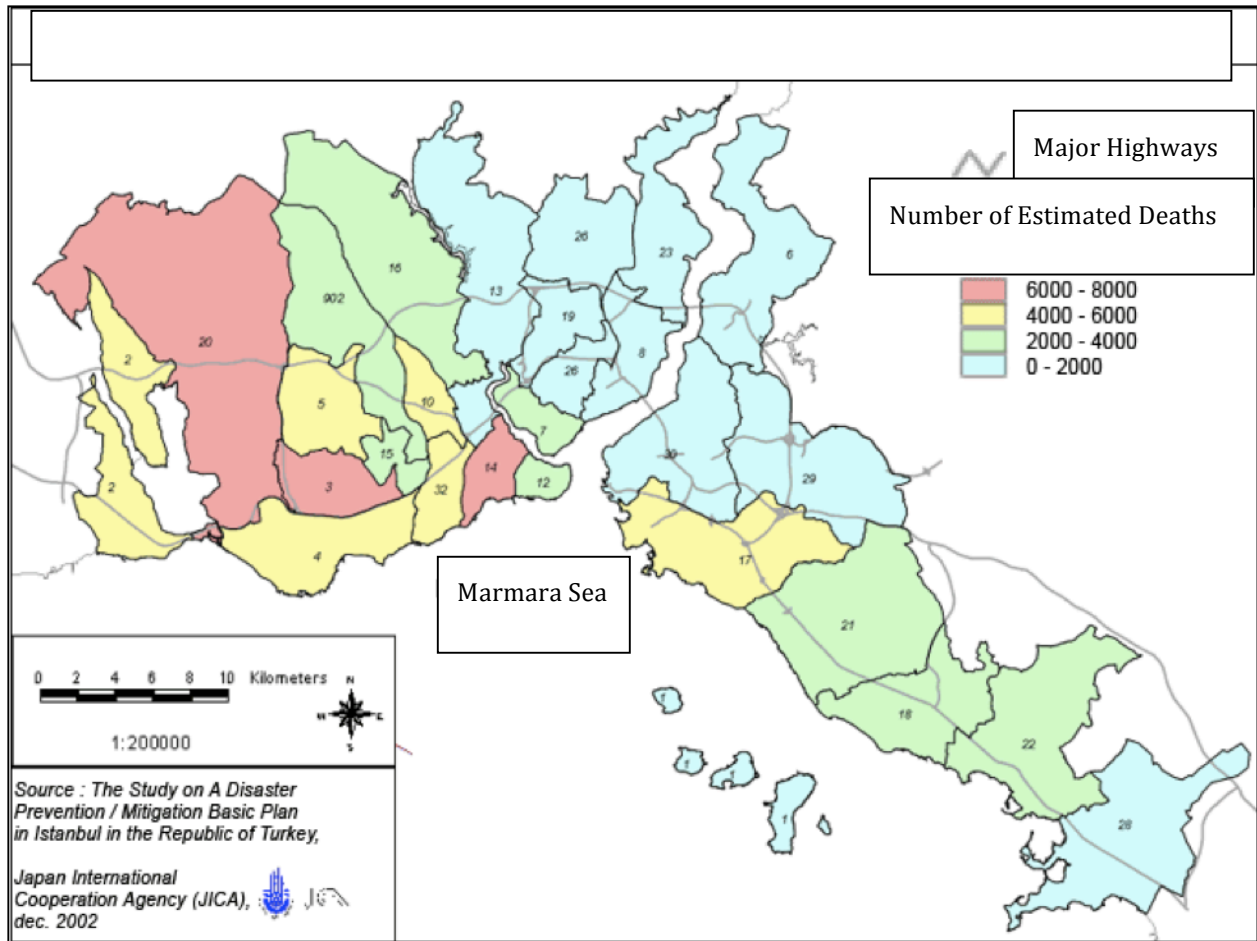 Major Highways
Number of Estimated Deaths
6000 - 8000
4000 - 6000
2000 - 4000
0 - 2000
26
23
6
16
13
902
19
20
8
2
26
5
10
7
30
15
14
29
3
32
12
2
4
17
Marmara Sea
21
0 2 4 6 8 10 Kilometers
N
W E
S
1:200000
1
18
22
1
1
1
28
Source : The Study on A Disaster
Prevention / Mitigation Basic Plan
in Istanbul in the Republic of Turkey,
Japan International
Cooperation Agency (JICA),
dec. 2002